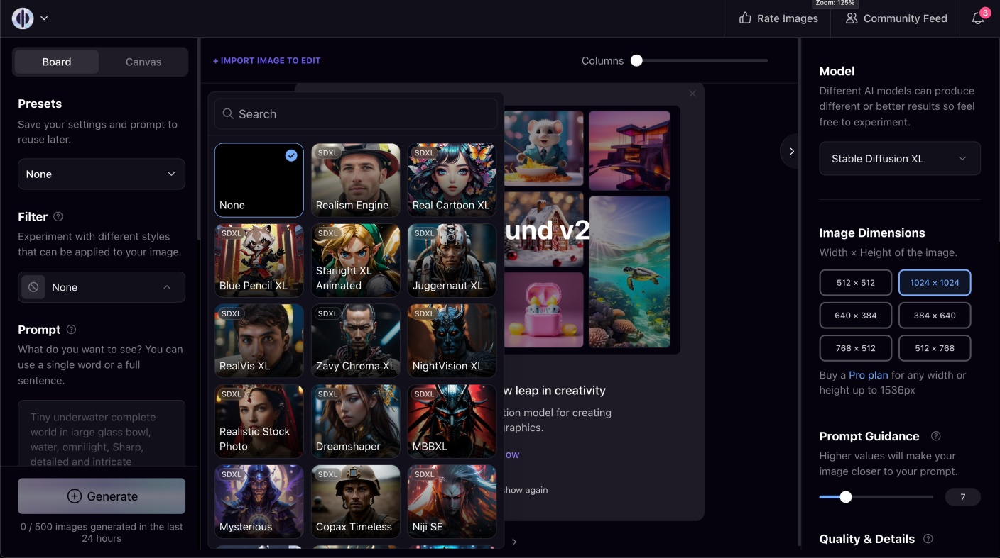 Zoom: 125%
Rate Images
Community Feed
3
Board
Canvas
Presets
Save your settings and prompt to
reuse later.
None
Filter
Experiment with different styles
that can be applied to your image.
None
Prompt
What do you want to see? You can
use a single word or a full
sentence.
Tiny underwater complete
world in large glass bowl,
water, omnilight, Sharp,
detailed and intricate
Generate
0 / 500 images generated in the last
24 hours
+ IMPORT IMAGE TO EDIT
Columns
Search
None
SDXL
Realism Engine
SDXL
Real Cartoon XL
SDXL
Blue Pencil XL
SDXL
Starlight XL
Animated
SDXL
Juggernaut XL
SDXL
RealVis XL
SDXL
Zavy Chroma XL
SDXL
NightVision XL
SDXL
Realistic Stock
Photo
SDXL
Dreamshaper
SDXL
MBBXL
SDXL
Mysterious
SDXL
Copax Timeless
SDXL
Niji SE
und v2
w leap in creativity
tion model for creating
graphics.
ow
show again
Model
Different AI models can produce
different or better results so feel
free to experiment.
Stable Diffusion XL
Image Dimensions
Width × Height of the image.
512 × 512
1024 × 1024
640 × 384
384 × 640
768 × 512
512 × 768
Buy a Pro plan for any width or
height up to 1536px
Prompt Guidance
Higher values will make your
image closer to your prompt.
7
Quality & Details